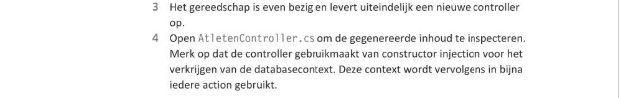 3 Het gereedschap is even bezig en levert uiteindelijk een nieuwe controller
op.
4 Open AtletenController.cs om de gegenereerde inhoud te inspecteren.
Merk op dat de controller gebruikmaakt van constructor injection voor het
verkrijgen van de databasecontext. Deze context wordt vervolgens in bijna
iedere action gebruikt.